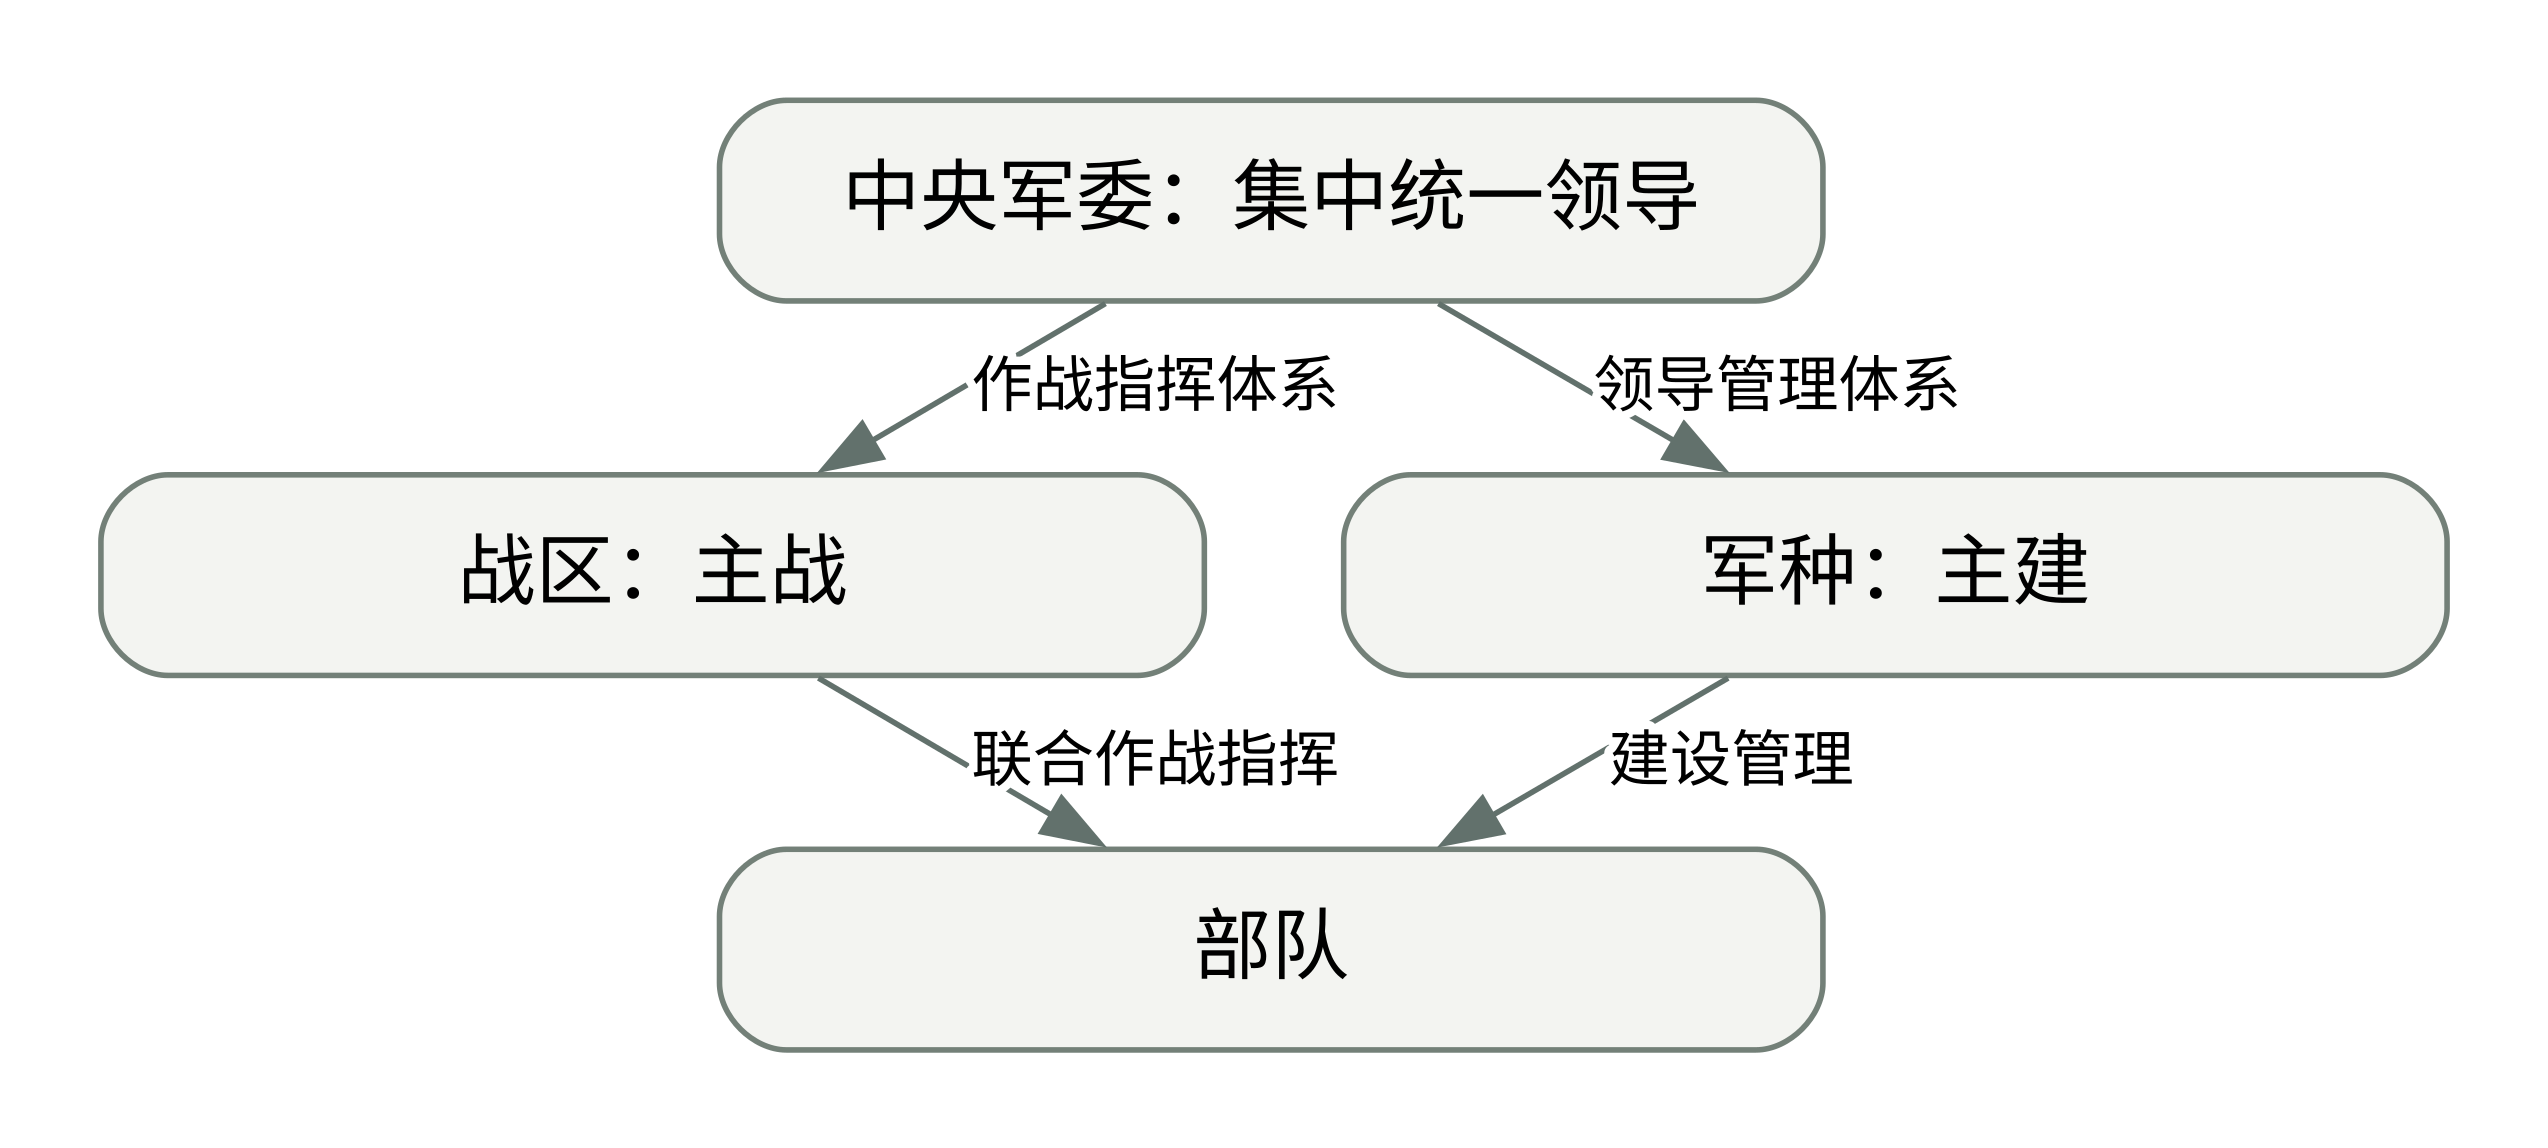 中央军委：集中统一领导
作战指挥体系
领导管理体系
战区：主战
军种：主建
联合作战指挥
建设管理
部队